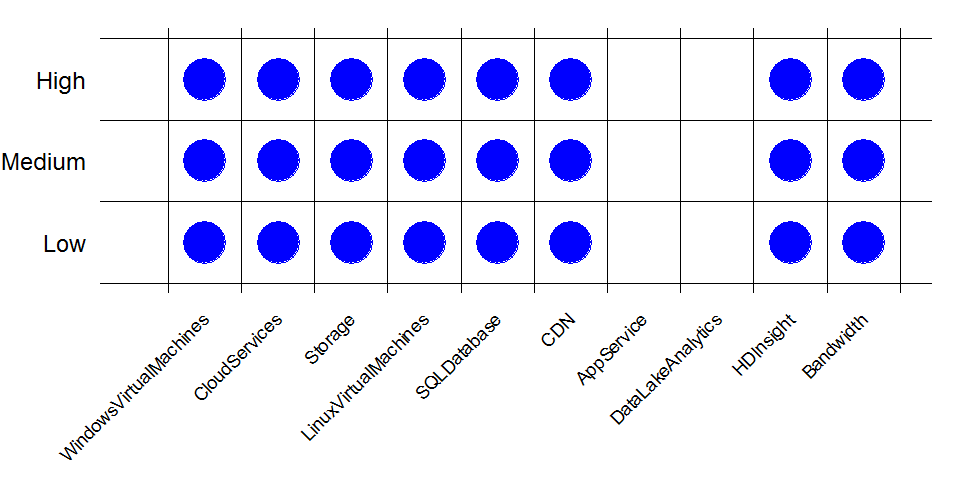 High
Medium
Low
WindowsVirtualMachines
CloudServices
Storage
LinuxVirtualMachines
SQLDatabase
CDN
AppService
DataLakeAnalytics
HDInsight
Bandwidth